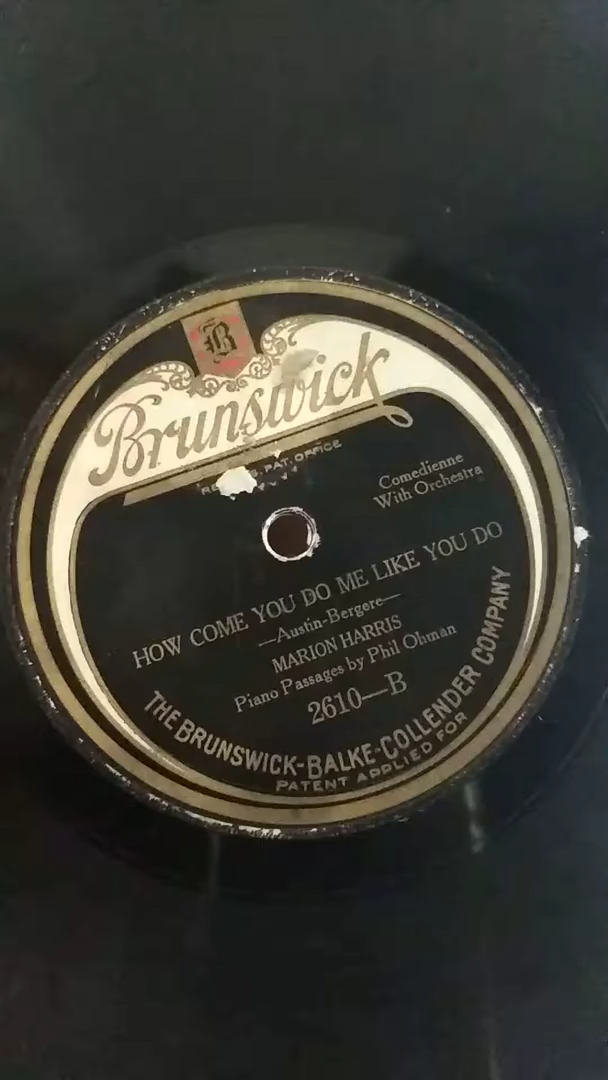 B
Brunswick
PAT. OFFICE
Comedienne
With Orchestra
HOW COME YOU DO ME LIKE YOU DO
—Austin-Bergere—
MARION HARRIS
Piano Passages by Phil Ohman
2610—B
THE BRUNSWICK-BALKE-COLLENDER COMPANY
PATENT APPLIED FOR